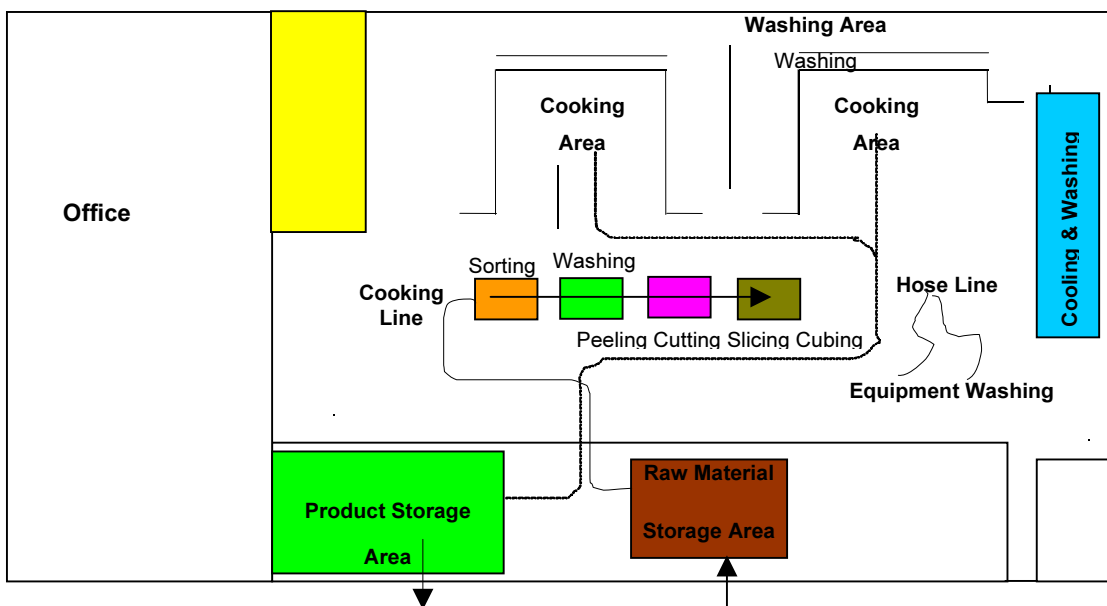 Washing Area
Washing
Cooking
Area
Cooking
Area
Office
Cooling & Washing
Sorting
Washing
Cooking
Line
Hose Line
Peeling Cutting Slicing Cubing
Equipment Washing
Product Storage
Area
Raw Material
Storage Area